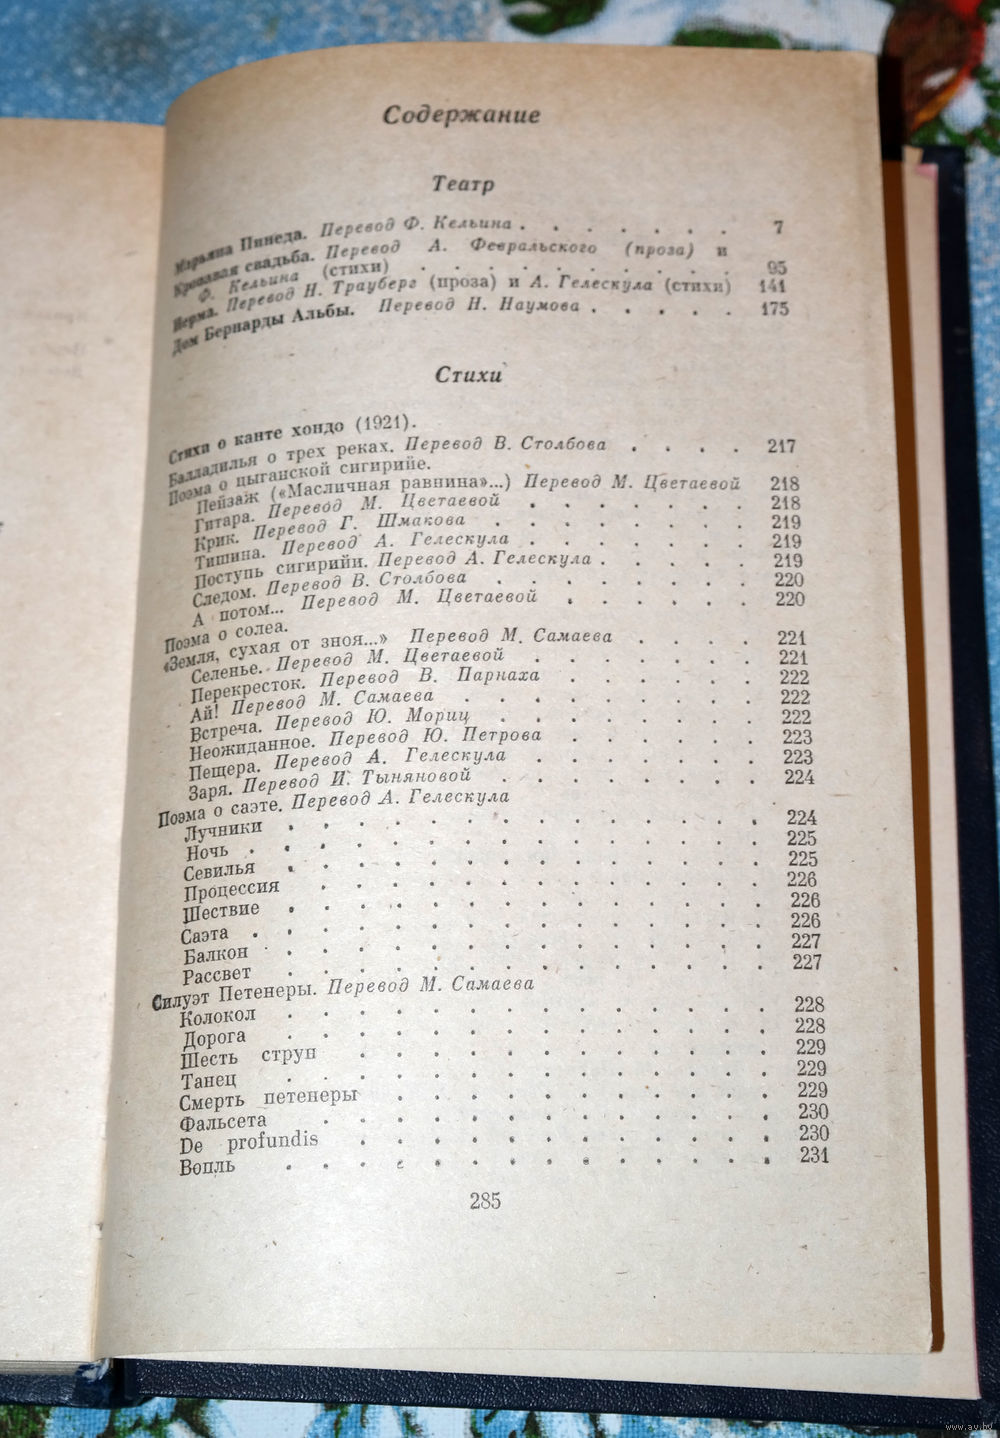 Содержание
Театр
Марьяна Пинеда. Перевод Ф. Кельина . . . . . . . 7
Кровавая свадьба. Перевод А. Февральского (проза) и
Ф. Кельина (стихи) . . . . . . . . . 95
Йерма. Перевод Н. Трауберг (проза) и А. Гелескула (стихи) 141
Дом Бернарды Альбы. Перевод Н. Наумова . . . . . 175
Стихи
Стихи о канте хондо (1921).
Балладилья о трех реках. Перевод В. Столбова . . . . 217
Поэма о цыганской сигирийе.
Пейзаж («Масличная равнина»...) Перевод М. Цветаевой 218
Гитара. Перевод М. Цветаевой . . . . . . . 218
Крик. Перевод Г. Шмакова . . . . . . . . 219
Тишина. Перевод А. Гелескула . . . . . . . 219
Поступь сигирийи. Перевод А. Гелескула . . . . . 219
Следом. Перевод В. Столбова . . . . . . . . 220
А потом... Перевод М. Цветаевой . . . . . . 220
Поэма о солеа.
«Земля, сухая от зноя...» Перевод М. Самаева . . . . 221
Селенье. Перевод М. Цветаевой . . . . . . . 221
Перекресток. Перевод В. Парнаха . . . . . . 222
Ай! Перевод М. Самаева . . . . . . . . 222
Встреча. Перевод Ю. Мориц . . . . . . . . 222
Неожиданное. Перевод Ю. Петрова . . . . . . 223
Пещера. Перевод А. Гелескула . . . . . . . 223
Заря. Перевод И. Тыняновой . . . . . . . . 224
Поэма о саэте. Перевод А. Гелескула
Лучники . . . . . . . . . . . . . . 224
Ночь . . . . . . . . . . . . . . . 225
Севилья . . . . . . . . . . . . . . 225
Процессия . . . . . . . . . . . . . 226
Шествие . . . . . . . . . . . . . . 226
Саэта . . . . . . . . . . . . . . . 226
Балкон . . . . . . . . . . . . . . 227
Рассвет . . . . . . . . . . . . . . 227
Силуэт Петенеры. Перевод М. Самаева
Колокол . . . . . . . . . . . . . . 228
Дорога . . . . . . . . . . . . . . 228
Шесть струн . . . . . . . . . . . . 229
Танец . . . . . . . . . . . . . . 229
Смерть петенеры . . . . . . . . . . . 229
Фальсета . . . . . . . . . . . . . 230
De profundis . . . . . . . . . . . . 230
Вопль . . . . . . . . . . . . . . 231
285
www.av.by